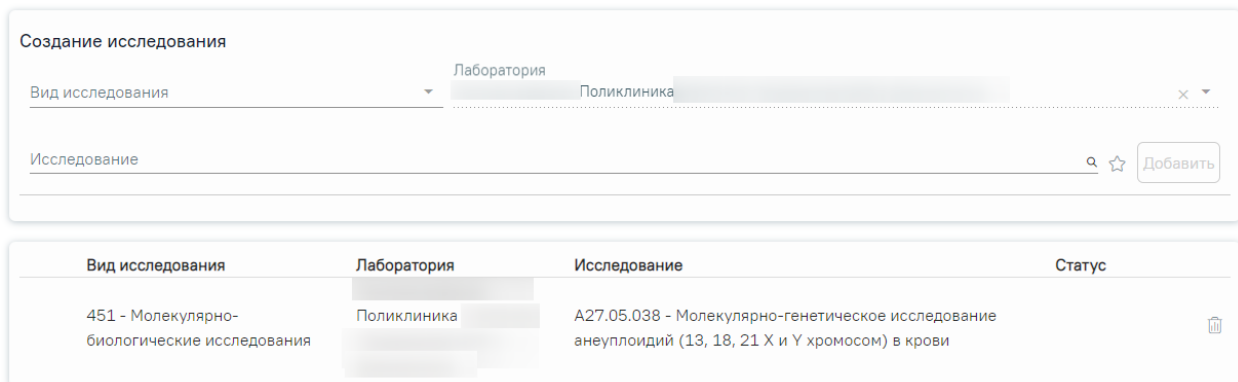 Создание исследования
Лаборатория
Вид исследования
Поликлиника
Исследование
Добавить
Вид исследования Лаборатория Исследование Статус
451 - Молекулярно- Поликлиника A27.05.038 - Молекулярно-генетическое исследование
биологические исследования анеуплоидий (13, 18, 21 X и Y хромосом) в крови